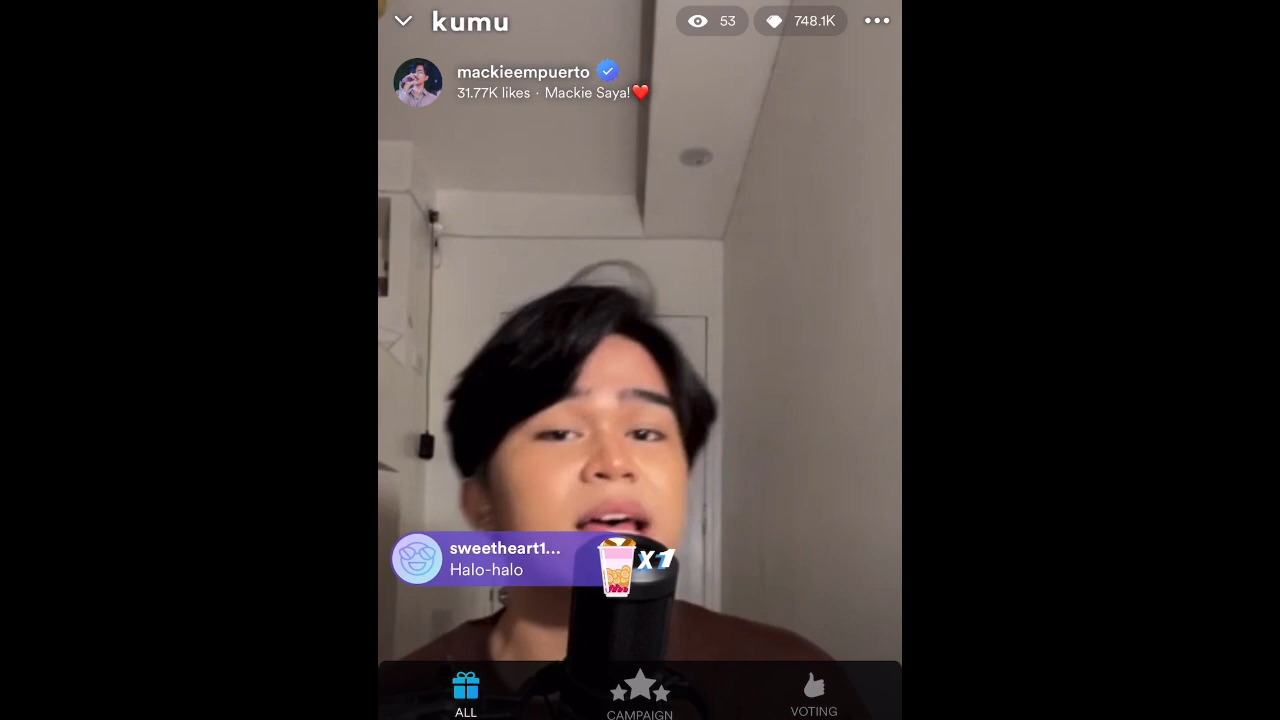 kumu
53
748.1K
mackieempuerto
31.77K likes · Mackie Saya!❤️
sweetheart1...
Halo-halo
X1
ALL
CAMPAIGN
VOTING